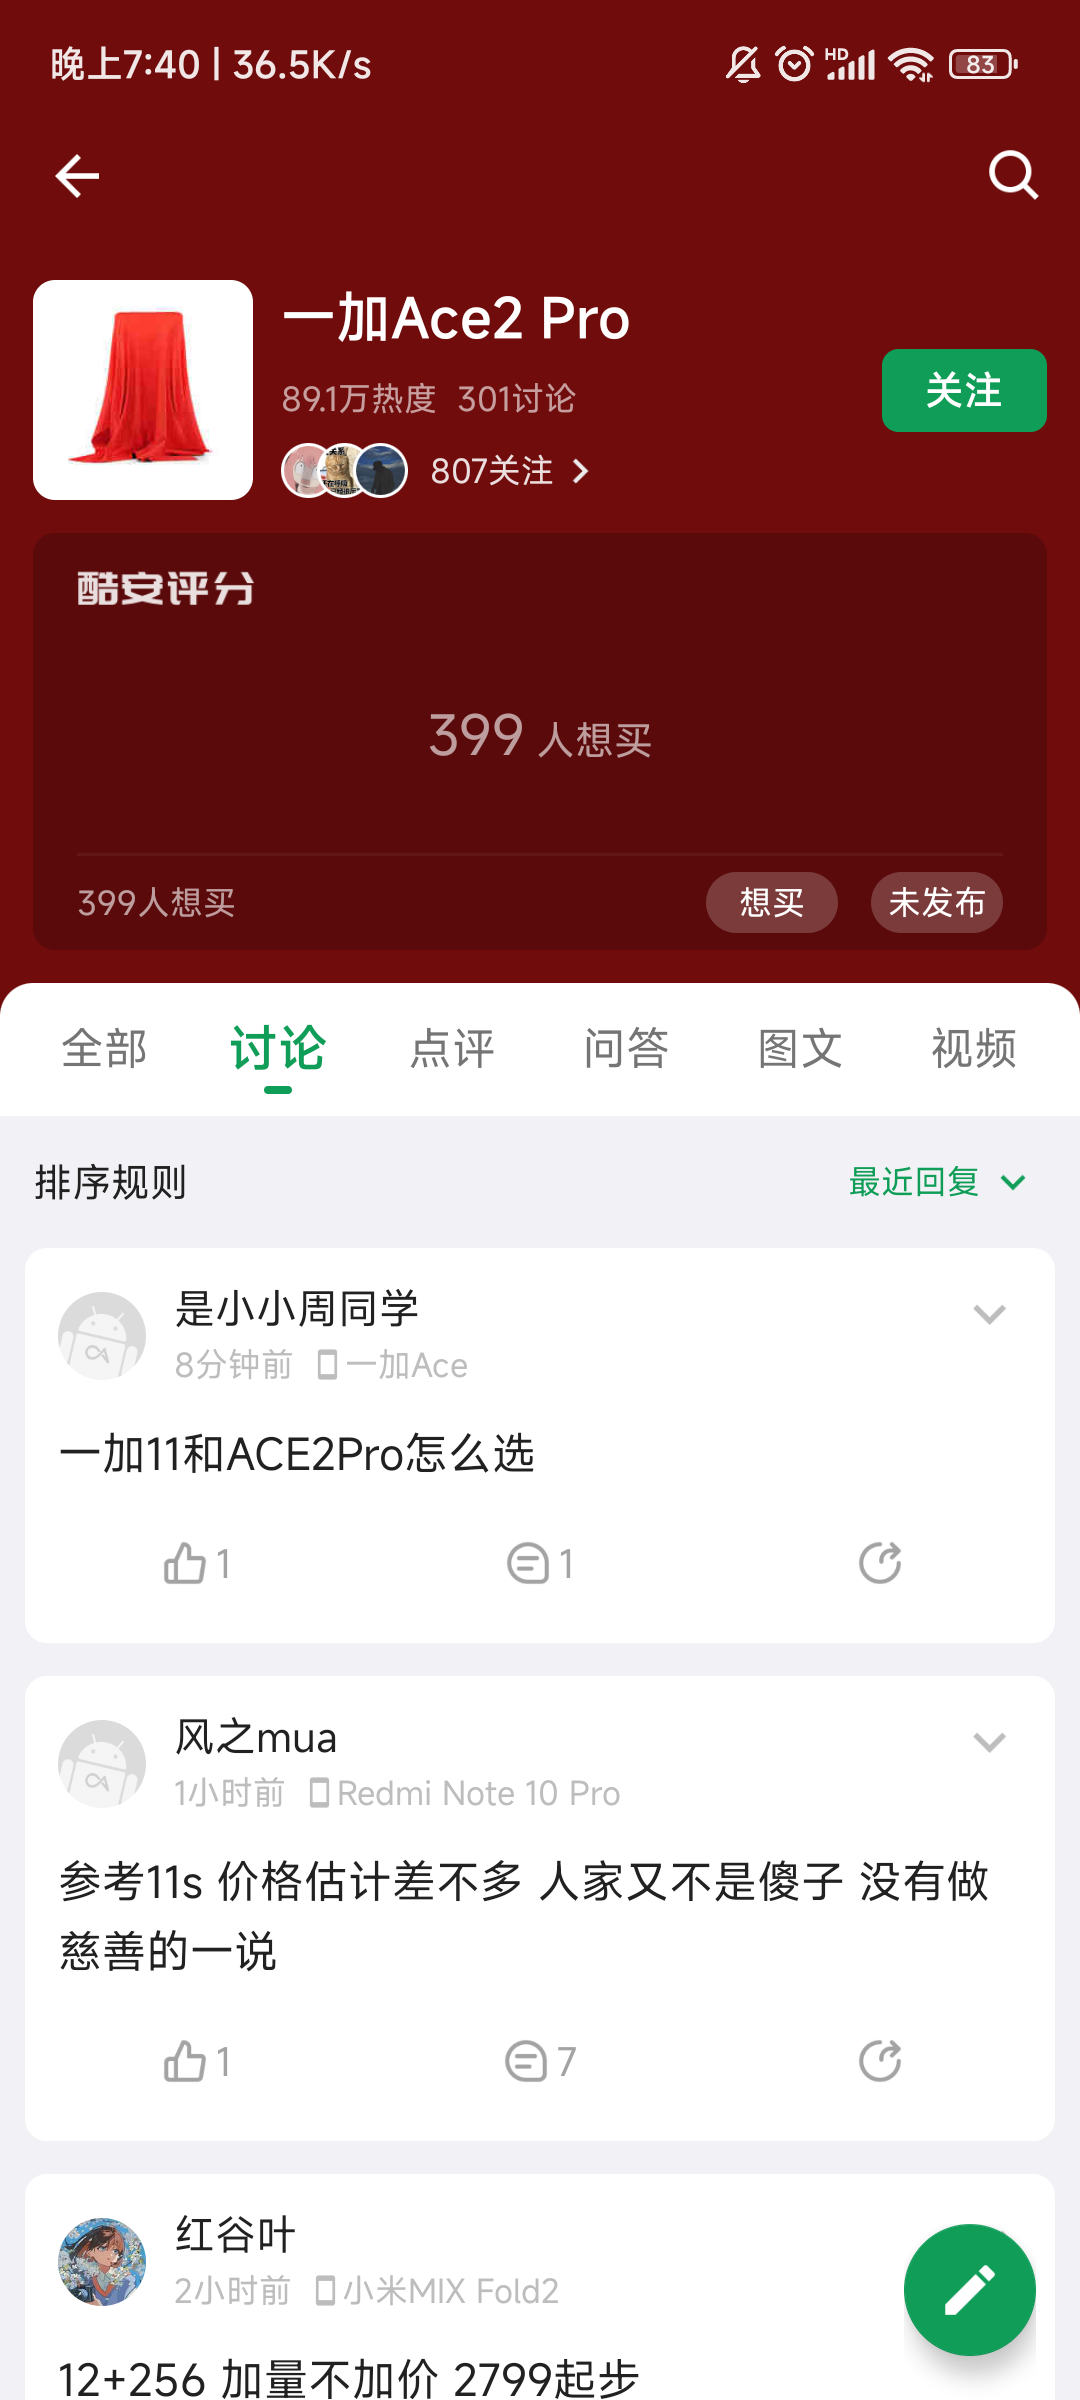 晚上7:40 | 36.5K/s
HD
83
一加Ace2 Pro
89.1万热度 301讨论
关注
807关注
酷安评分
399 人想买
399人想买
想买
未发布
全部
讨论
点评
问答
图文
视频
排序规则
最近回复
是小小周同学
8分钟前 一加Ace
一加11和ACE2Pro怎么选
1
1
风之mua
1小时前 Redmi Note 10 Pro
参考11s 价格估计差不多 人家又不是傻子 没有做
慈善的一说
1
7
红谷叶
2小时前 小米MIX Fold2
12+256 加量不加价 2799起步